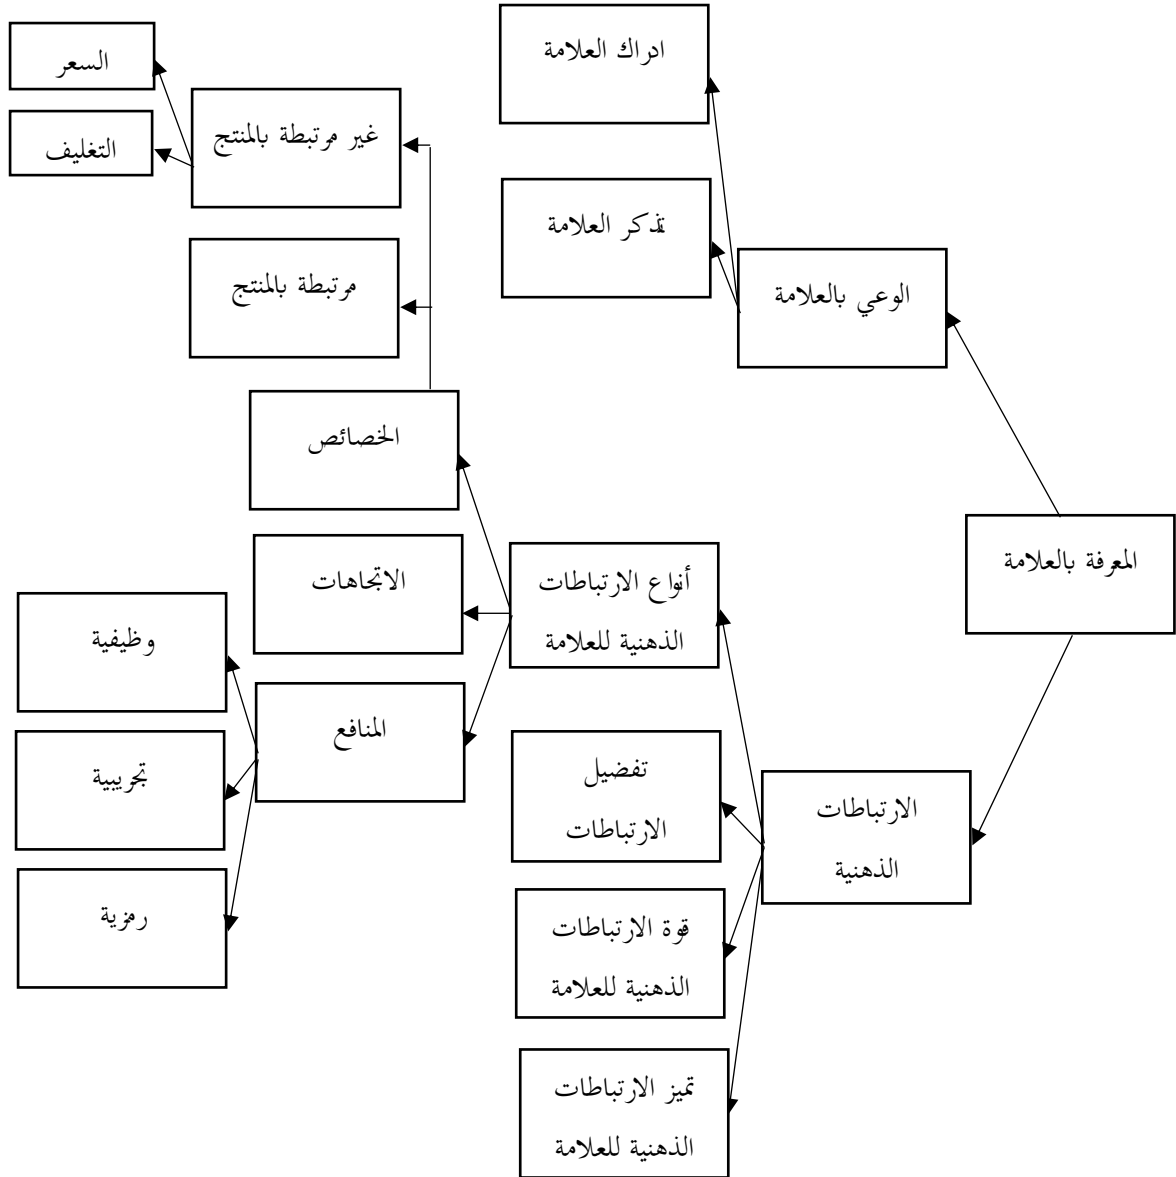 المعرفة بالعلامة
الوعي بالعلامة
ادراك العلامة
تذكر العلامة
الارتباطات
الذهنية
أنواع الارتباطات
الذهنية للعلامة
الخصائص
غير مرتبطة بالمنتج
السعر
التغليف
مرتبطة بالمنتج
الاتجاهات
المنافع
وظيفية
تجريبية
رمزية
تفضيل
الارتباطات
قوة الارتباطات
الذهنية للعلامة
تميز الارتباطات
الذهنية للعلامة